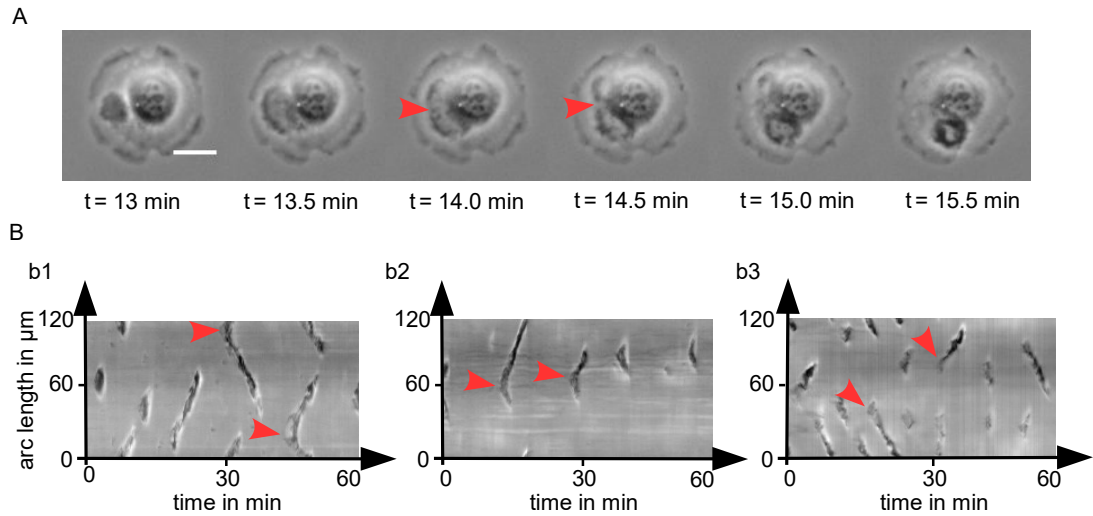 A
t = 13 min
t = 13.5 min
t = 14.0 min
t = 14.5 min
t = 15.0 min
t = 15.5 min
B
b1
b2
b3
arc length in µm
120
60
0
0
30
60
time in min
120
60
0
0
30
60
time in min
120
60
0
0
30
60
time in min